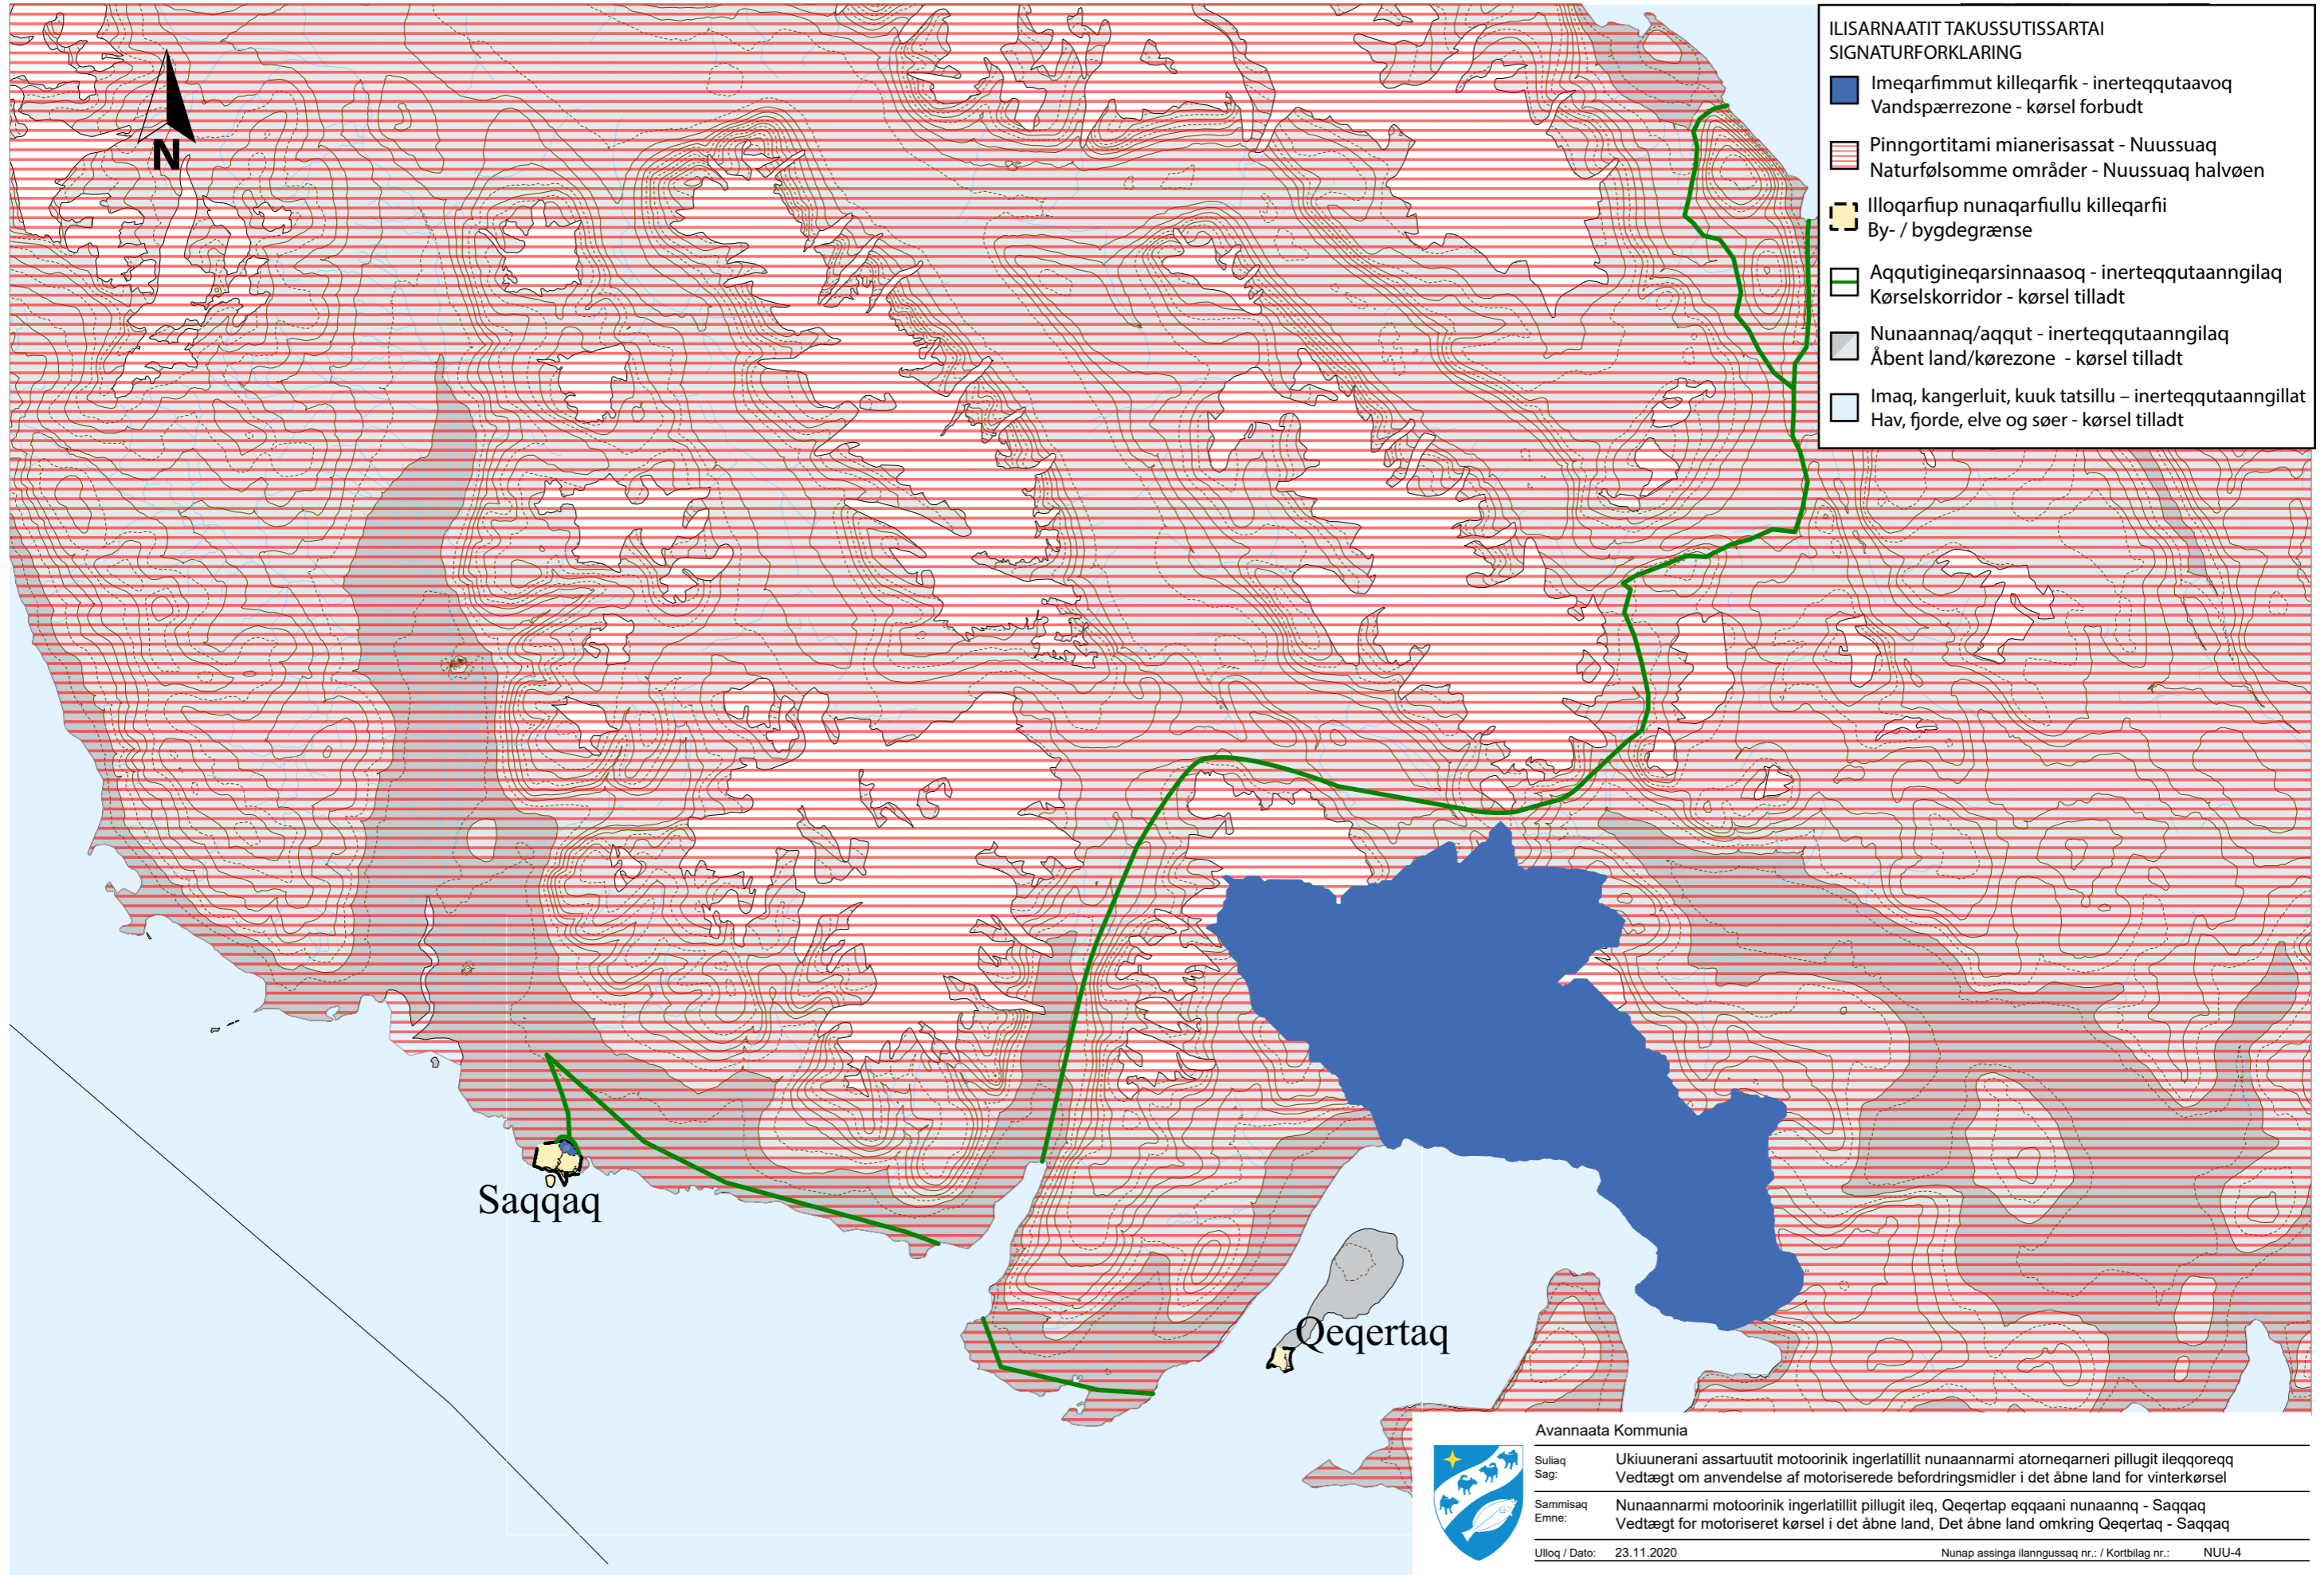 ILISARNAATIT TAKUSSUTISSARTAI
SIGNATURFORKLARING
Imeqarfimmut killeqarfik - inerteqqutaavoq
Vandspærrezone - kørsel forbudt
Pinngortitami mianerisassat - Nuussuaq
Naturfølsomme områder - Nuussuaq halvøen
Illoqarfiup nunaqarfiullu killeqarfii
By- / bygdegrænse
Aqqutigineqarsinnaasoq - inerteqqutaanngilaq
Kørselskorridor - kørsel tilladt
Nunaannaq/aqqut - inerteqqutaanngilaq
Åbent land/kørezone - kørsel tilladt
Imaq, kangerluit, kuuk tatsillu – inerteqqutaanngillat
Hav, fjorde, elve og søer - kørsel tilladt
N
Saqqaq
Qeqertaq
Avannaata Kommunia
Suliaq Ukiuunerani assartuutit motoorinik ingerlatillit nunaannarmi atorneqarneri pillugit ileqqoreqq
Sag: Vedtægt om anvendelse af motoriserede befordringsmidler i det åbne land for vinterkørsel
Sammisaq Nunaannarmi motoorinik ingerlatillit pillugit ileq, Qeqertap eqqaani nunaannq - Saqqaq
Emne: Vedtægt for motoriseret kørsel i det åbne land, Det åbne land omkring Qeqertaq - Saqqaq
Ulloq / Dato: 23.11.2020 Nunap assinga ilanngussaq nr.: / Kortbilag nr.: NUU-4